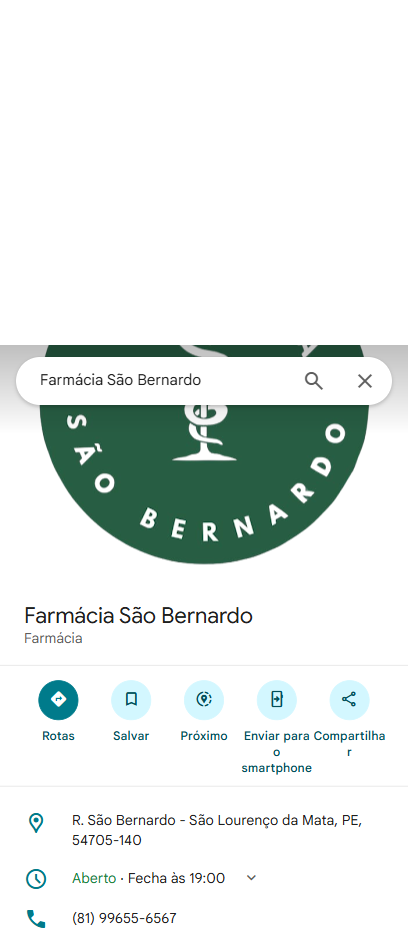 Farmácia São Bernardo
SÃO BERNARDO
Farmácia São Bernardo
Farmácia
Rotas
Salvar
Próximo
Enviar para
o
smartphone
Compartilha
r
R. São Bernardo - São Lourenço da Mata, PE,
54705-140
Aberto · Fecha às 19:00
(81) 99655-6567